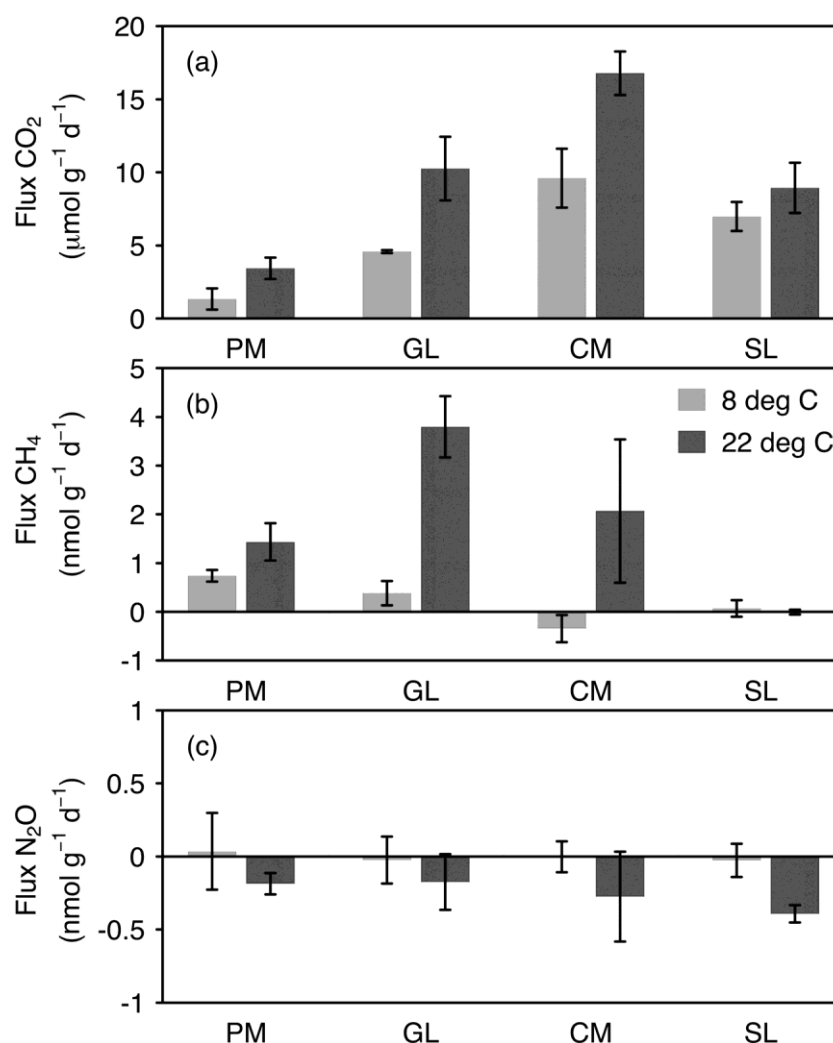 (a)
Flux CO₂
(μmol g⁻¹ d⁻¹)
20
15
10
5
0
PM GL CM SL
(b)
8 deg C
22 deg C
Flux CH₄
(nmol g⁻¹ d⁻¹)
5
4
3
2
1
0
-1
PM GL CM SL
(c)
Flux N₂O
(nmol g⁻¹ d⁻¹)
1
0.5
0
-0.5
-1
PM GL CM SL